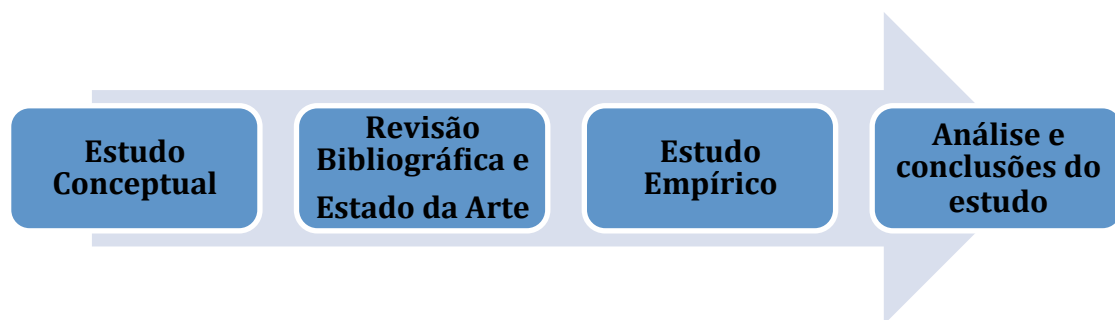 Estudo
Conceptual
Revisão
Bibliográfica e
Estado da Arte
Estudo
Empírico
Análise e
conclusões do
estudo